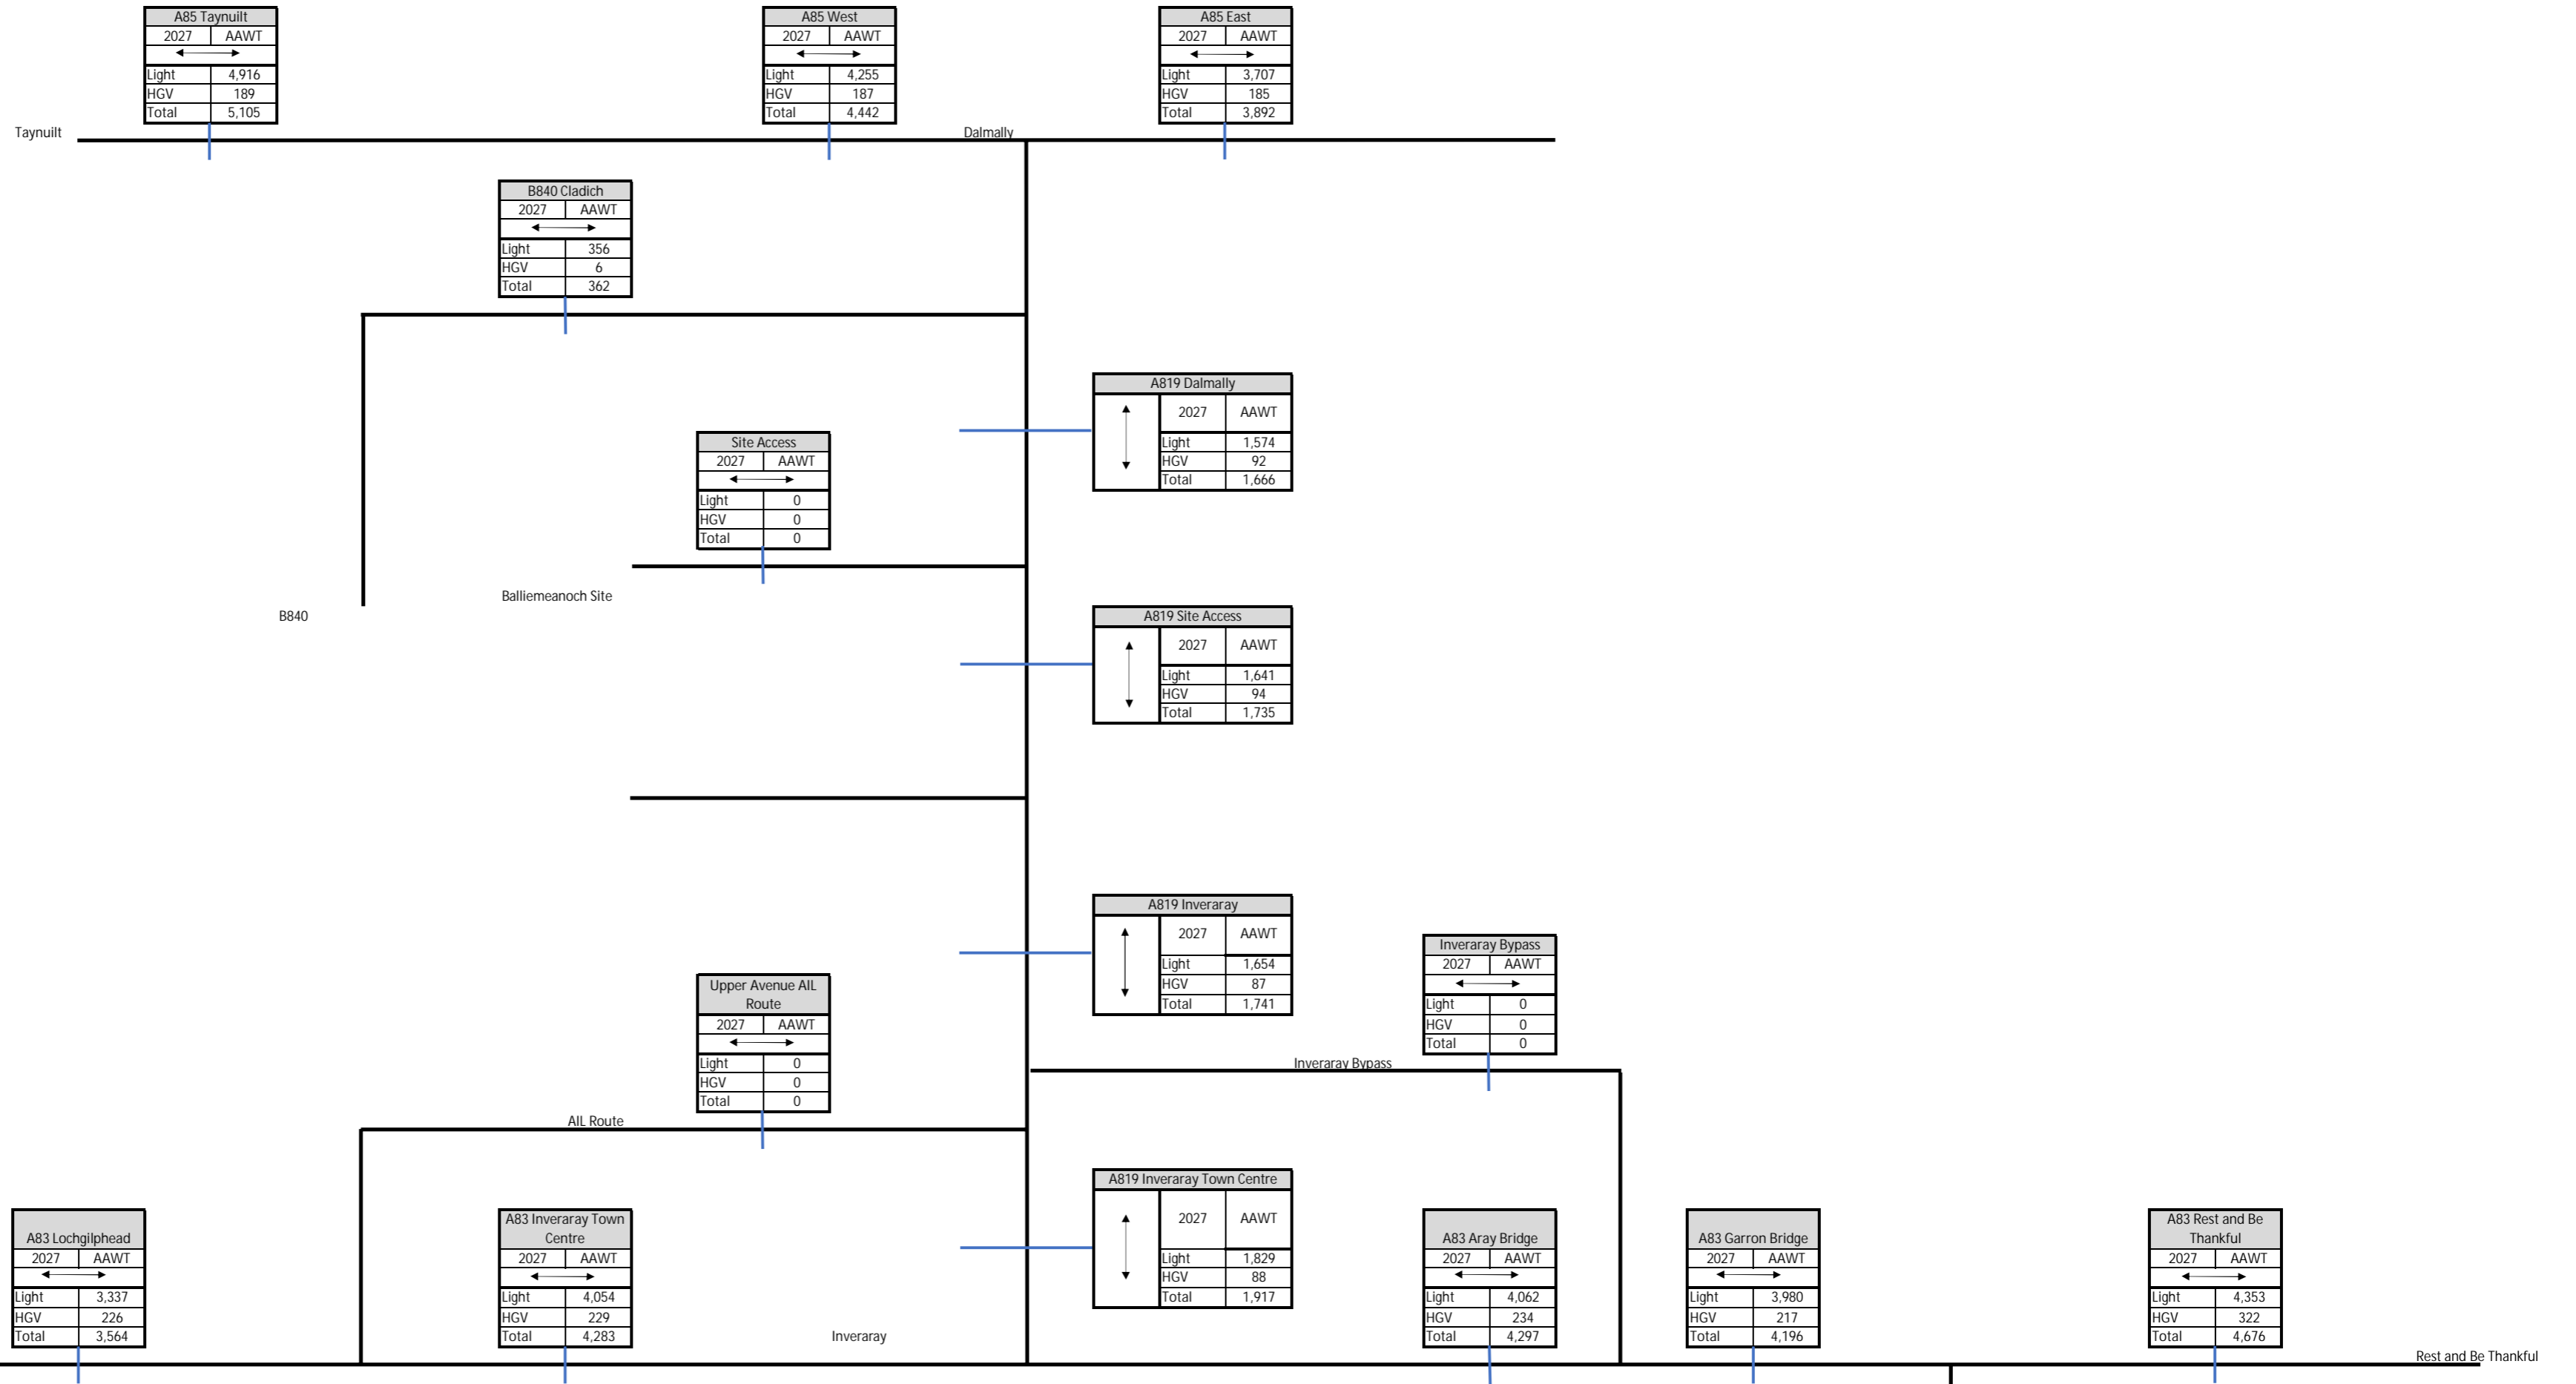 A85 Taynuilt
2027 AAWT
Light 4,916
HGV 189
Total 5,105
A85 West
2027 AAWT
Light 4,255
HGV 187
Total 4,442
A85 East
2027 AAWT
Light 3,707
HGV 185
Total 3,892
Taynuilt
Dalmally
B840 Cladich
2027 AAWT
Light 356
HGV 6
Total 362
A819 Dalmally
2027 AAWT
Light 1,574
HGV 92
Total 1,666
Site Access
2027 AAWT
Light 0
HGV 0
Total 0
Balliemeanoch Site
B840
A819 Site Access
2027 AAWT
Light 1,641
HGV 94
Total 1,735
A819 Inveraray
2027 AAWT
Light 1,654
HGV 87
Total 1,741
Inveraray Bypass
2027 AAWT
Light 0
HGV 0
Total 0
Upper Avenue AIL
Route
2027 AAWT
Light 0
HGV 0
Total 0
Inveraray Bypass
AIL Route
A819 Inveraray Town Centre
2027 AAWT
Light 1,829
HGV 88
Total 1,917
A83 Lochgilphead
2027 AAWT
Light 3,337
HGV 226
Total 3,564
A83 Inveraray Town
Centre
2027 AAWT
Light 4,054
HGV 229
Total 4,283
Inveraray
A83 Aray Bridge
2027 AAWT
Light 4,062
HGV 234
Total 4,297
A83 Garron Bridge
2027 AAWT
Light 3,980
HGV 217
Total 4,196
A83 Rest and Be
Thankful
2027 AAWT
Light 4,353
HGV 322
Total 4,676
Rest and Be Thankful